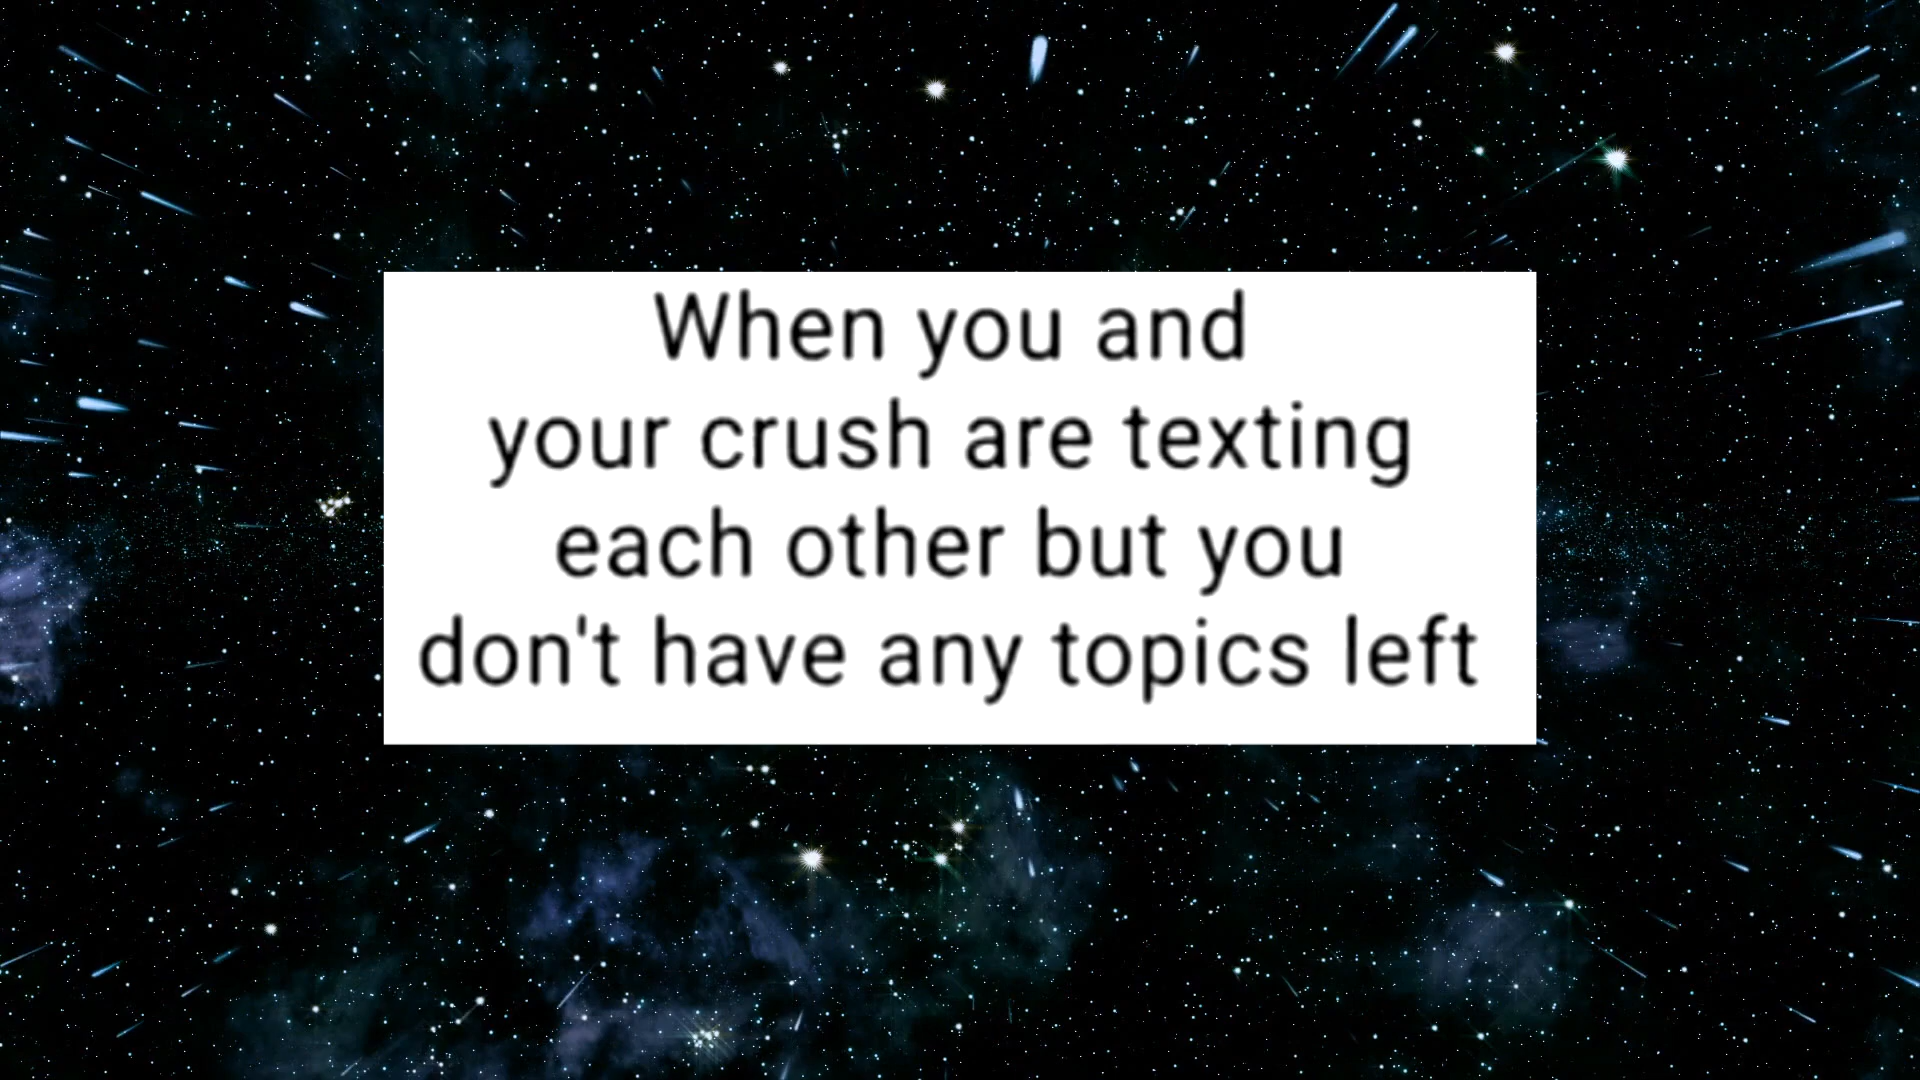 When you and
your crush are texting
each other but you
don't have any topics left